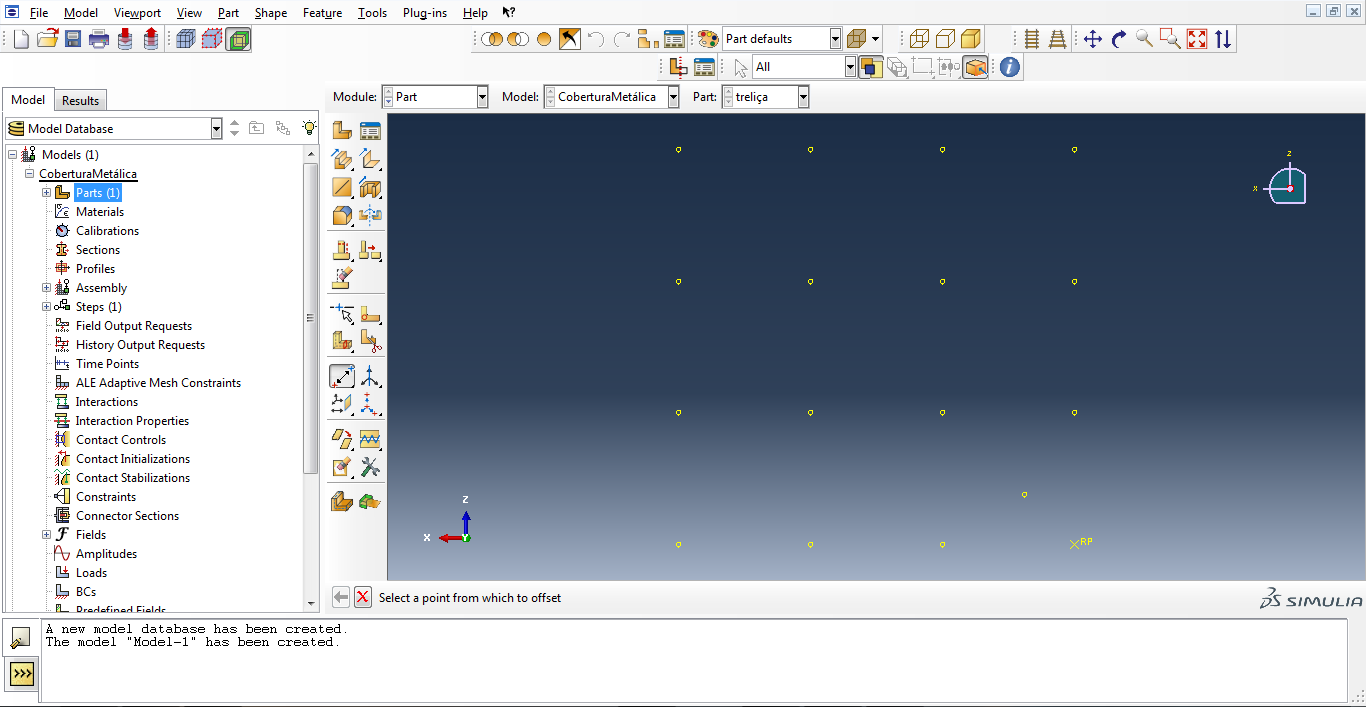 File Model Viewport View Part Shape Feature Tools Plug-ins Help
Part defaults
All
Model Results
Module: Part Model: CoberturaMetálica Part: treliça
Model Database
Models (1)
CoberturaMetálica
Parts (1)
Materials
Calibrations
Sections
Profiles
Assembly
Steps (1)
Field Output Requests
History Output Requests
Time Points
ALE Adaptive Mesh Constraints
Interactions
Interaction Properties
Contact Controls
Contact Initializations
Contact Stabilizations
Constraints
Connector Sections
Fields
Amplitudes
Loads
BCs
Predefined Fields
Z
X
Z
X
Y
RP
Select a point from which to offset
SIMULIA
A new model database has been created.
The model "Model-1" has been created.
>>>